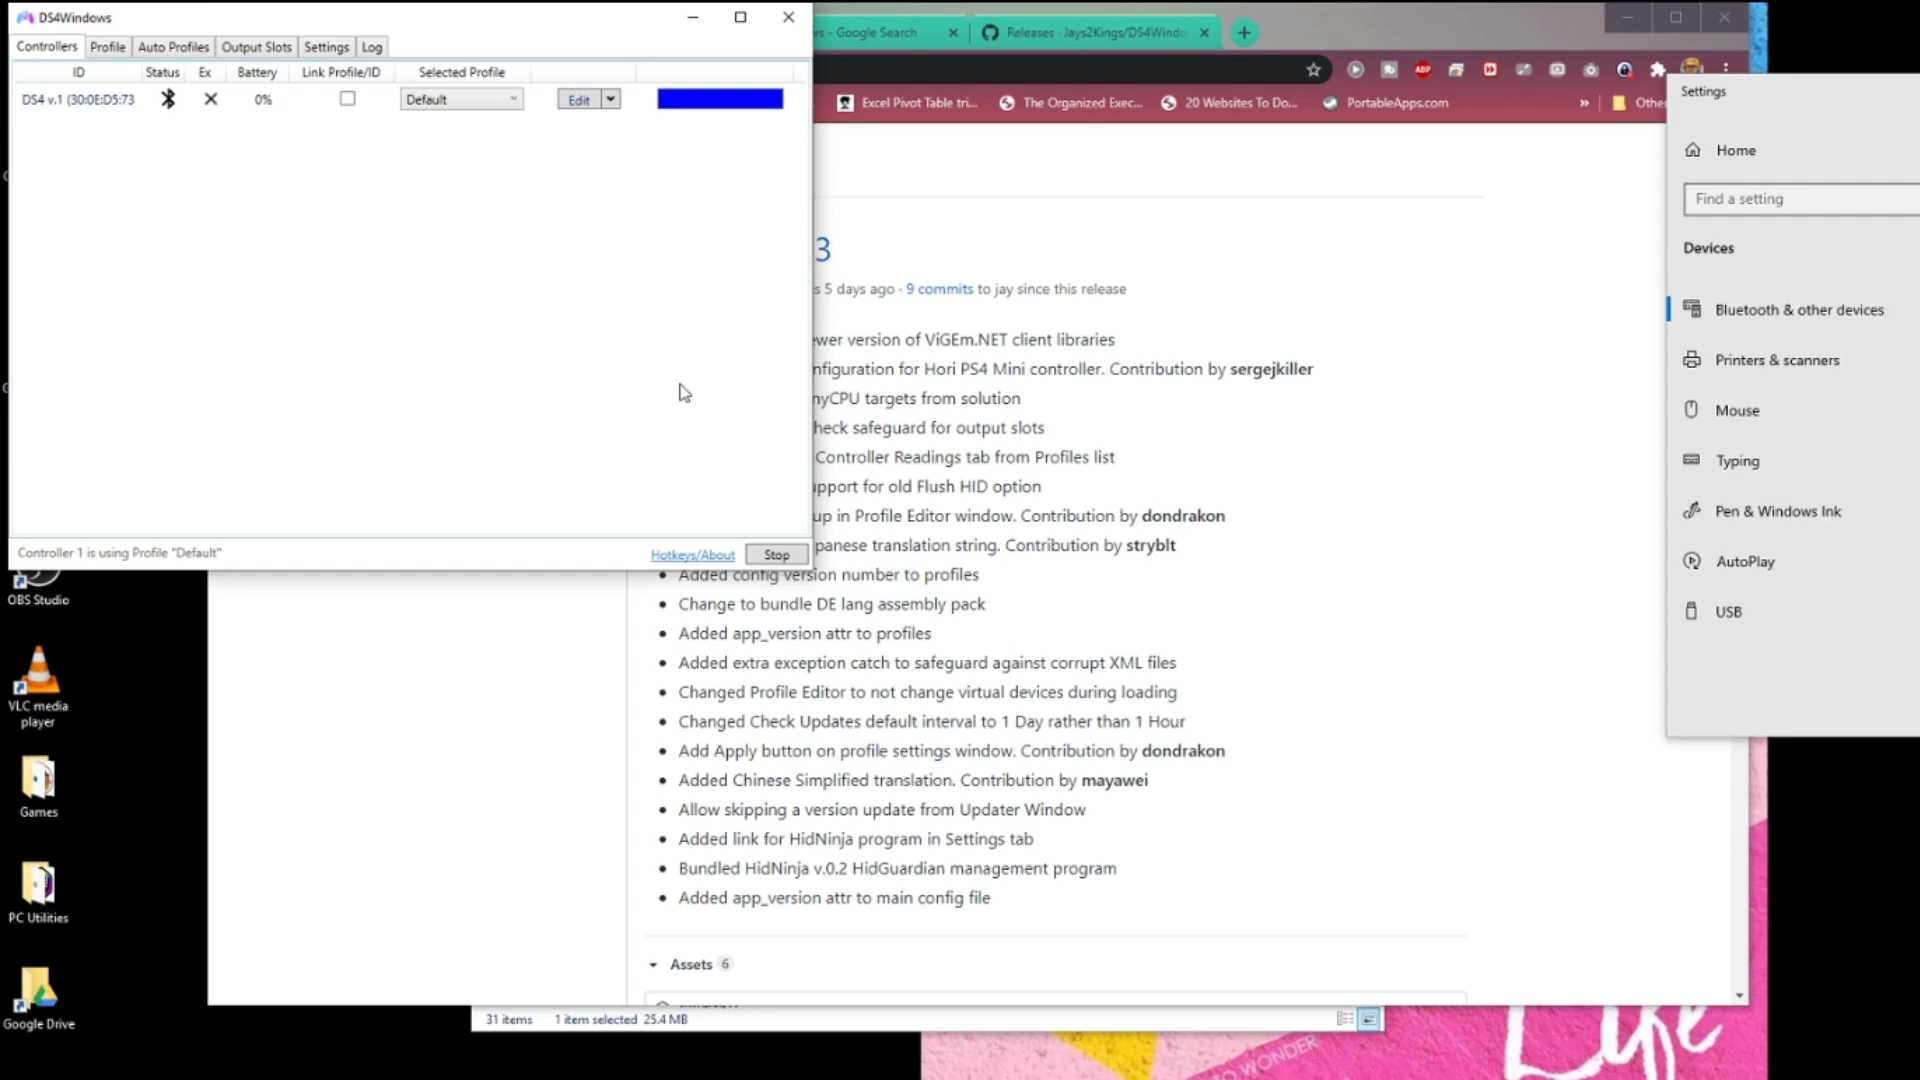 DS4Windows
Controllers Profile Auto Profiles Output Slots Settings Log
ID Status Ex Battery Link Profile/ID Selected Profile
DS4 v.1 (30:0E:D5:73 0% Default Edit
Controller 1 is using Profile "Default"
Hotkeys/About Stop
- Google Search
Releases · Jays2Kings/DS4Windo
ABP
Excel Pivot Table tri...
The Organized Exec...
20 Websites To Do...
PortableApps.com
»
Other
3
5 days ago · 9 commits to jay since this release
version of ViGEm.NET client libraries
for Hori PS4 Mini controller. Contribution by sergejkiller
targets from solution
safeguard for output slots
Controller Readings tab from Profiles list
for old Flush HID option
up in Profile Editor window. Contribution by dondrakon
translation string. Contribution by stryblt
• Added config version number to profiles
• Change to bundle DE lang assembly pack
• Added app_version attr to profiles
• Added extra exception catch to safeguard against corrupt XML files
• Changed Profile Editor to not change virtual devices during loading
• Changed Check Updates default interval to 1 Day rather than 1 Hour
• Add Apply button on profile settings window. Contribution by dondrakon
• Added Chinese Simplified translation. Contribution by mayawei
• Allow skipping a version update from Updater Window
• Added link for HidNinja program in Settings tab
• Bundled HidNinja v.0.2 HidGuardian management program
• Added app_version attr to main config file
Assets 6
31 items 1 item selected 25.4 MB
Settings
Home
Find a setting
Devices
Bluetooth & other devices
Printers & scanners
Mouse
Typing
Pen & Windows Ink
AutoPlay
USB
OBS Studio
VLC media
player
Games
PC Utilities
Google Drive
Life
TO WONDER